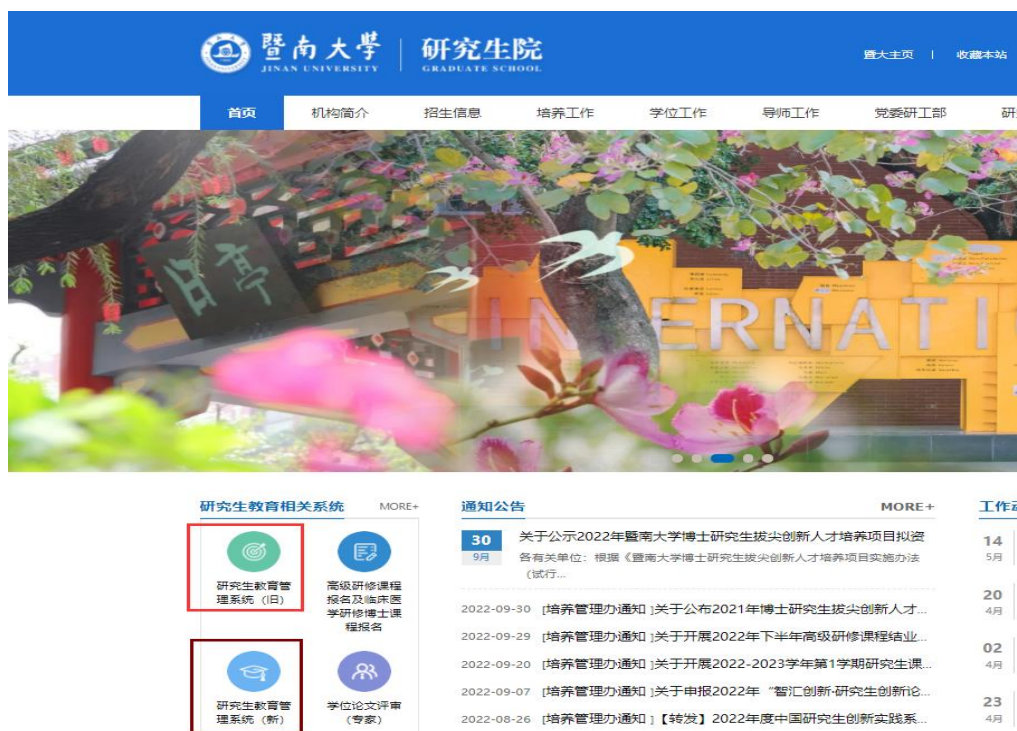 暨南大學
JINAN UNIVERSITY
研究生院
GRADUATE SCHOOL
暨大主页 | 收藏本站
首页 机构简介 招生信息 培养工作 学位工作 导师工作 党委研工部 研
INTERNATI
研究生教育相关系统 MORE+
研究生教育管
理系统（旧）
高级研修课程
报名及临床医
学研修博士课
程报名
研究生教育管
理系统（新）
学位论文评审
（专家）
通知公告 MORE+
30
9月
关于公示2022年暨南大学博士研究生拔尖创新人才培养项目拟资
各有关单位：根据《暨南大学博士研究生拔尖创新人才培养项目实施办法
（试行...
2022-09-30 [培养管理办通知 ]关于公布2021年博士研究生拔尖创新人才...
2022-09-29 [培养管理办通知 ]关于开展2022年下半年高级研修课程结业...
2022-09-20 [培养管理办通知 ]关于开展2022-2023学年第1学期研究生课...
2022-09-07 [培养管理办通知 ]关于申报2022年“智汇创新·研究生创新论...
2022-08-26 [培养管理办通知 ]【转发】2022年度中国研究生创新实践系...
工作动
14
5月
20
4月
02
4月
23
4月